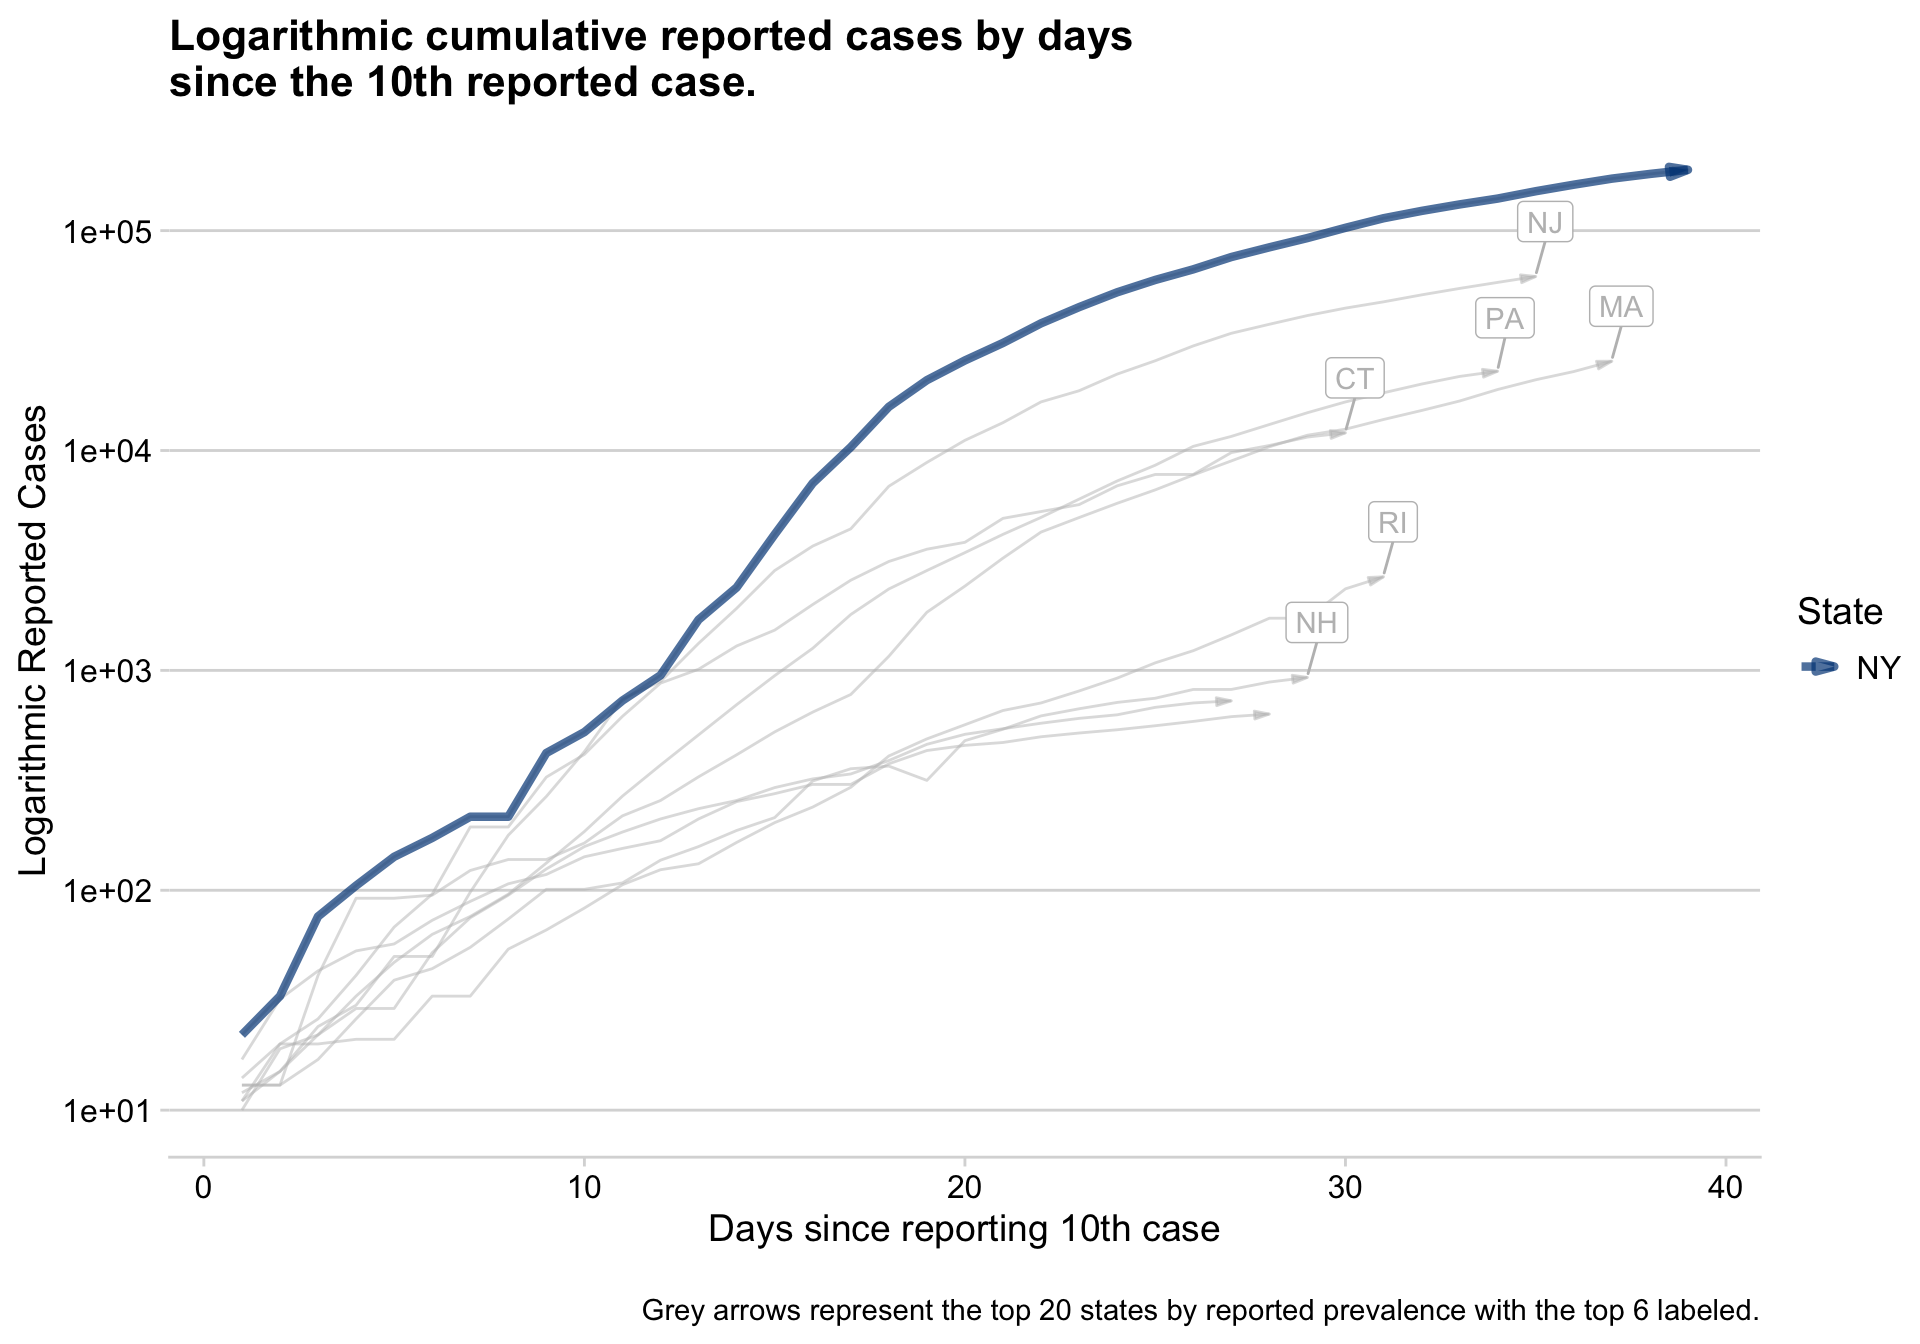 Logarithmic cumulative reported cases by days
since the 10th reported case.
Logarithmic Reported Cases
1e+05
1e+04
1e+03
1e+02
1e+01
NJ
MA
PA
CT
RI
NH
State
NY
0 10 20 30 40
Days since reporting 10th case
Grey arrows represent the top 20 states by reported prevalence with the top 6 labeled.